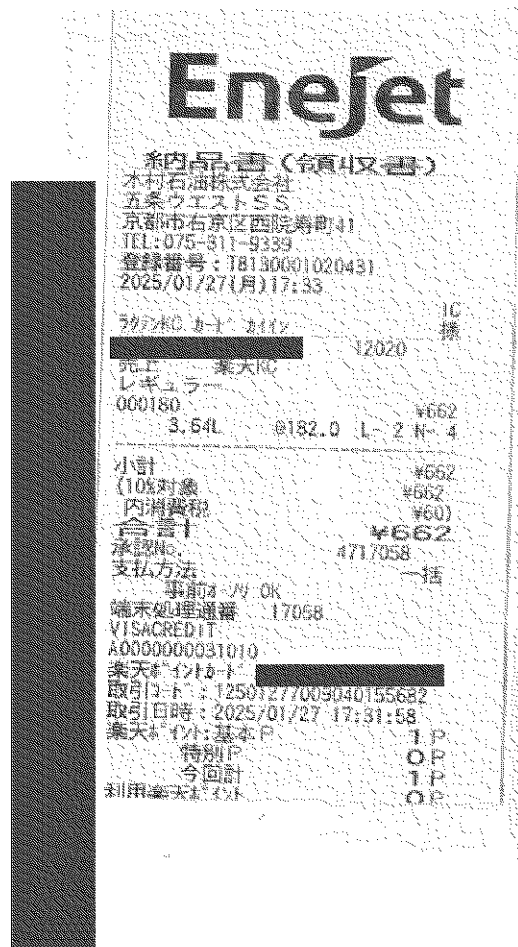 Enejet
納品書(領収書)
木村石油株式会社
五条ウエストSS
京都市右京区西院寿町41
TEL:075-311-9339
登録番号:T8130001020431
2025/01/27(月)17:33
IC
ラクテンKC カード カイイン 様
12020
売上 楽天KC
レギュラー
000180 ¥662
3.64L @182.0 L- 2 N- 4
小計 ¥662
(10%対象 ¥662
内消費税 ¥60)
合計 ¥662
承認No. 4717058
支払方法 一括
事前オーソリ OK
端末処理通番 17058
VISACREDIT
A0000000031010
楽天ポイントカード
取引コード :12501277009040155682
取引日時:2025/01/27 17:31:58
楽天ポイント:基本P 1P
特別P 0P
今回計 1P
利用楽天ポイント 0P